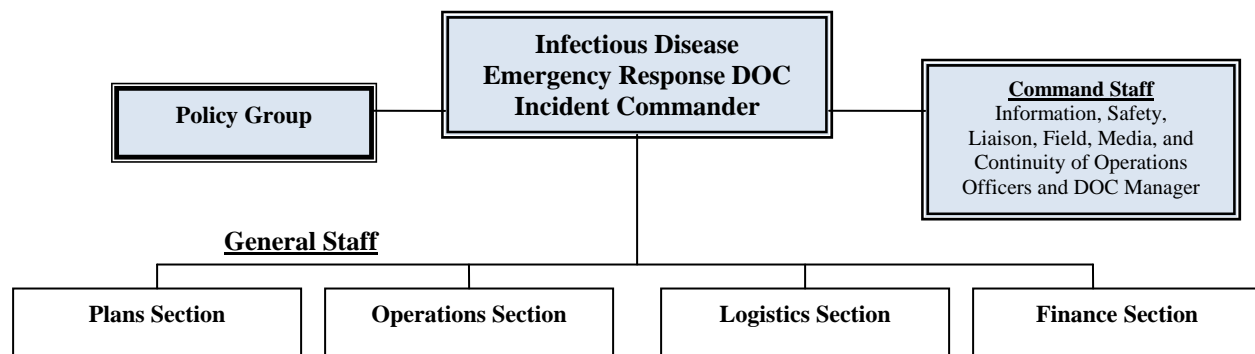 Infectious Disease
Emergency Response DOC
Incident Commander
Policy Group
Command Staff
Information, Safety,
Liaison, Field, Media, and
Continuity of Operations
Officers and DOC Manager
General Staff
Plans Section
Operations Section
Logistics Section
Finance Section